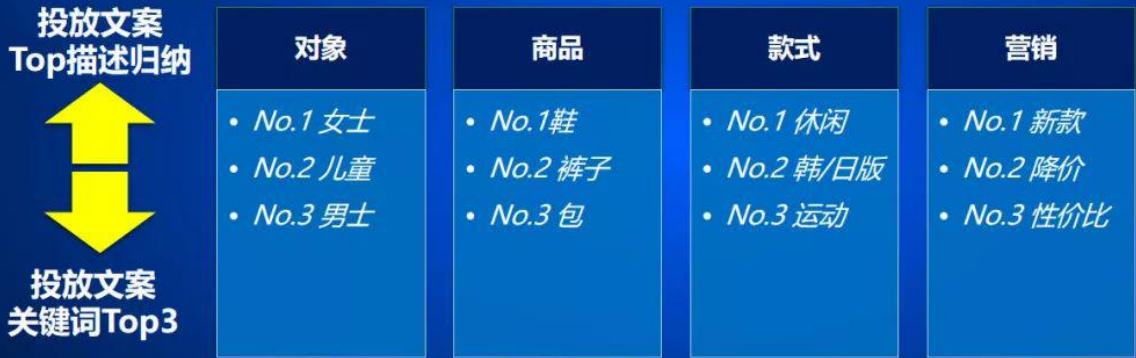 投放文案
Top描述归纳
投放文案
关键词Top3
对象
• No.1 女士
• No.2 儿童
• No.3 男士
商品
• No.1鞋
• No.2 裤子
• No.3 包
款式
• No.1 休闲
• No.2 韩/日版
• No.3 运动
营销
• No.1 新款
• No.2 降价
• No.3 性价比